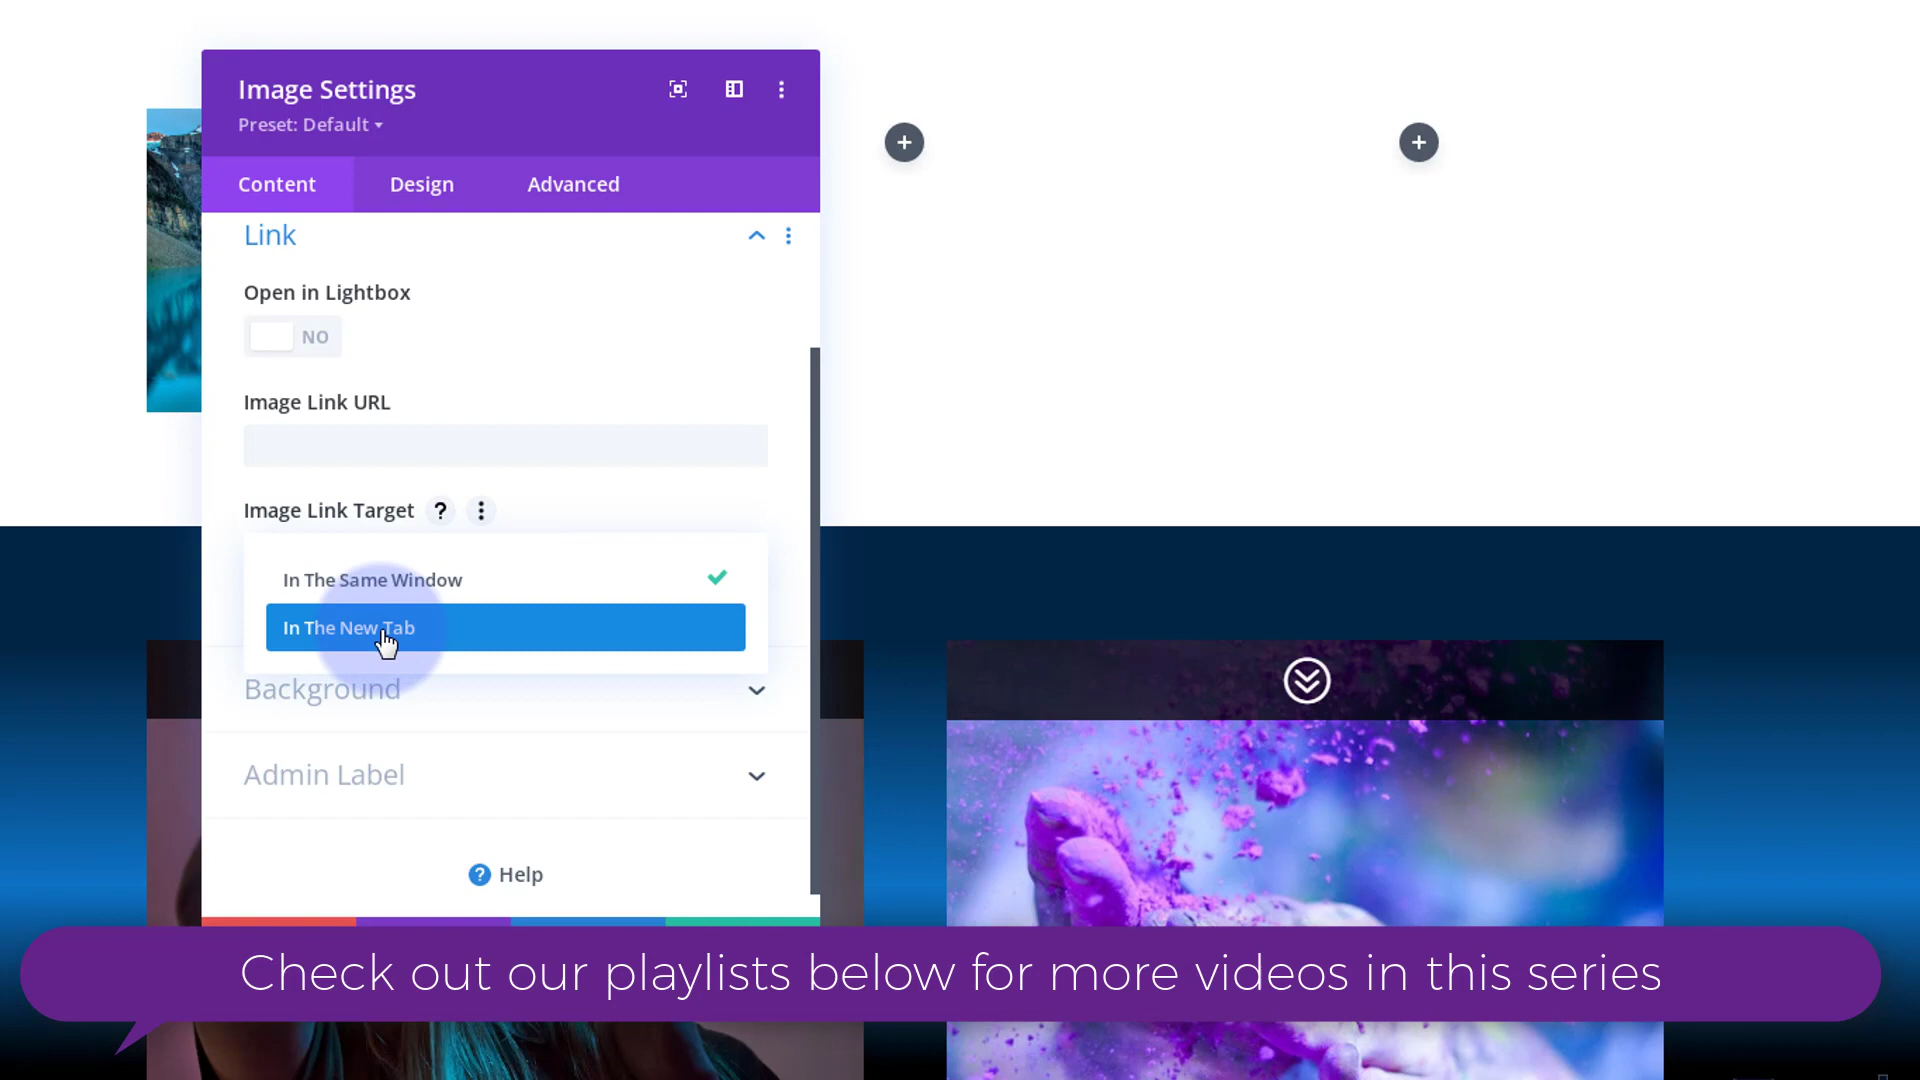 Image Settings
Preset: Default
Content Design Advanced
Link
Open in Lightbox
NO
Image Link URL
Image Link Target ?
In The Same Window
In The New Tab
Background
Admin Label
? Help
Check out our playlists below for more videos in this series